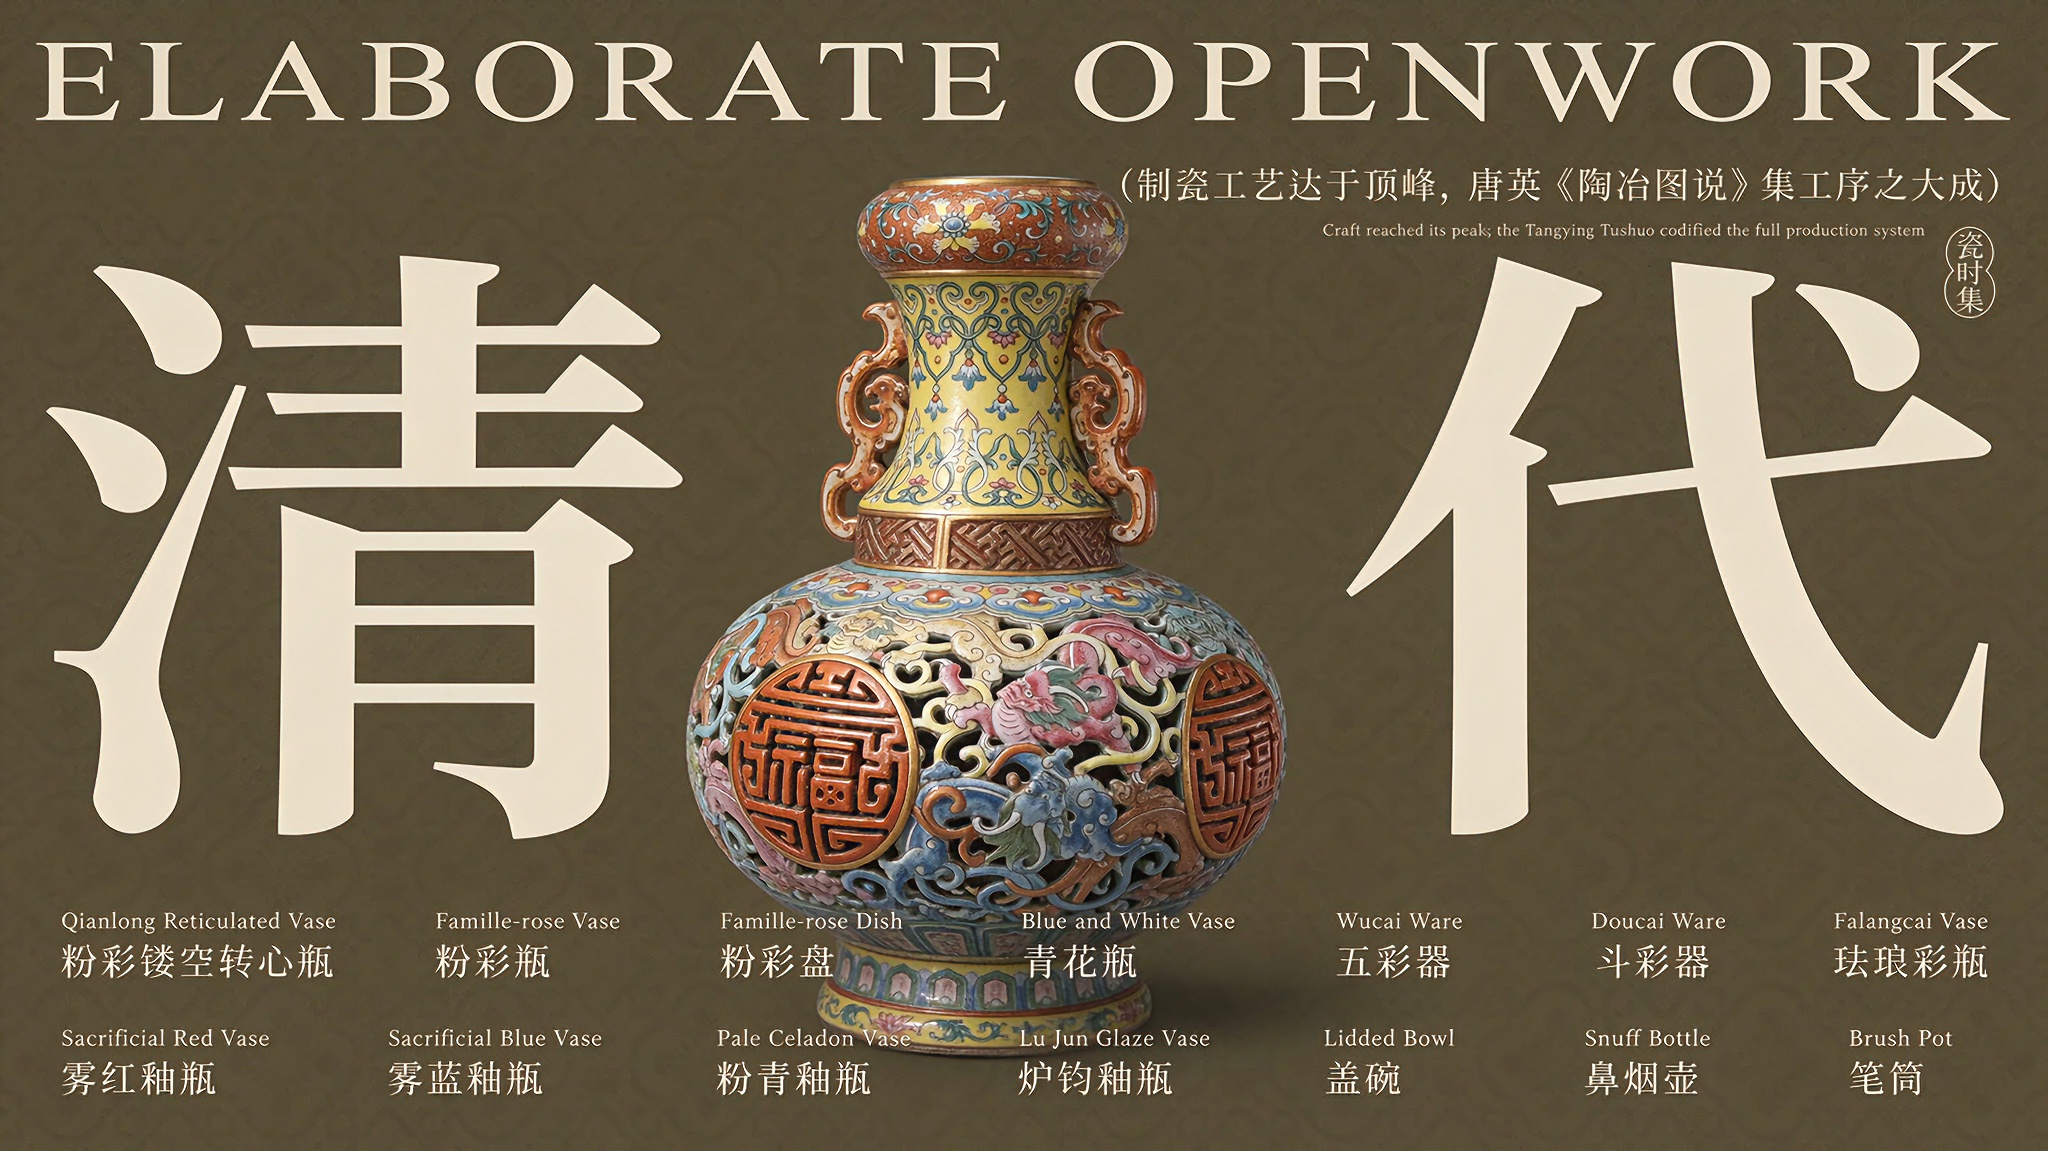 ELABORATE OPENWORK
(制瓷工艺达于顶峰，唐英《陶冶图说》集工序之大成)
Craft reached its peak; the Tangying Tushuo codified the full production system
瓷时集
清代
Qianlong Reticulated Vase
粉彩镂空转心瓶
Famille-rose Vase
粉彩瓶
Famille-rose Dish
粉彩盘
Blue and White Vase
青花瓶
Wucai Ware
五彩器
Doucai Ware
斗彩器
Falangcai Vase
珐琅彩瓶
Sacrificial Red Vase
雾红釉瓶
Sacrificial Blue Vase
雾蓝釉瓶
Pale Celadon Vase
粉青釉瓶
Lu Jun Glaze Vase
炉钧釉瓶
Lidded Bowl
盖碗
Snuff Bottle
鼻烟壶
Brush Pot
笔筒